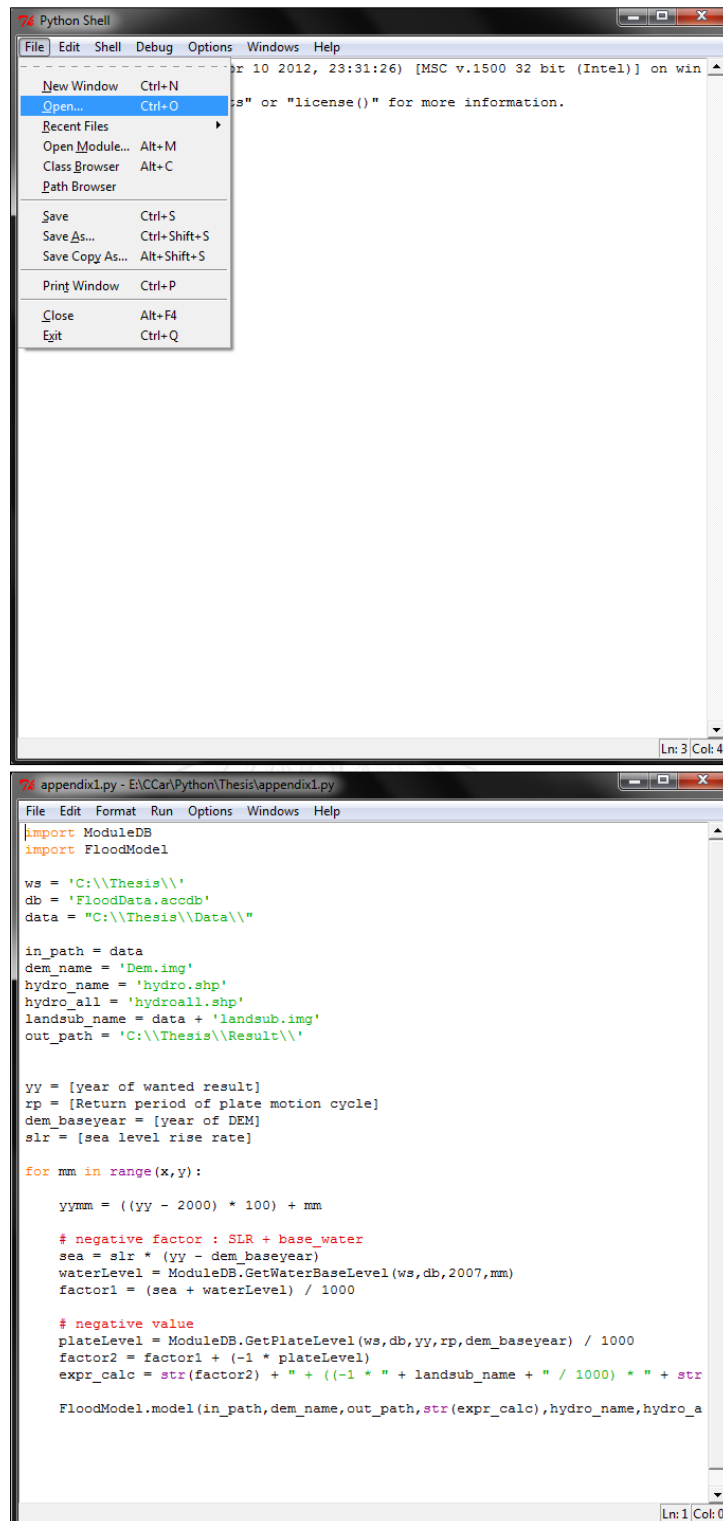 Python Shell
File Edit Shell Debug Options Windows Help
10 2012, 23:31:26) [MSC v.1500 32 bit (Intel)] on win
New Window Ctrl+N
Open... Ctrl+O
" or "license()" for more information.
Recent Files
Open Module... Alt+M
Class Browser Alt+C
Path Browser
Save Ctrl+S
Save As... Ctrl+Shift+S
Save Copy As... Alt+Shift+S
Print Window Ctrl+P
Close Alt+F4
Exit Ctrl+Q
Ln: 3 Col: 4
appendix1.py - E:\CCar\Python\Thesis\appendix1.py
File Edit Format Run Options Windows Help
import ModuleDB
import FloodModel
ws = 'C:\\Thesis\\'
db = 'FloodData.accdb'
data = "C:\\Thesis\\Data\\"
in_path = data
dem_name = 'Dem.img'
hydro_name = 'hydro.shp'
hydro_all = 'hydroall.shp'
landsub_name = data + 'landsub.img'
out_path = 'C:\\Thesis\\Result\\'
yy = [year of wanted result]
rp = [Return period of plate motion cycle]
dem_baseyear = [year of DEM]
slr = [sea level rise rate]
for mm in range(x,y):
yymm = ((yy - 2000) * 100) + mm
# negative factor : SLR + base_water
sea = slr * (yy - dem_baseyear)
waterLevel = ModuleDB.GetWaterBaseLevel(ws,db,2007,mm)
factor1 = (sea + waterLevel) / 1000
# negative value
plateLevel = ModuleDB.GetPlateLevel(ws,db,yy,rp,dem_baseyear) / 1000
factor2 = factor1 + (-1 * plateLevel)
expr_calc = str(factor2) + " + ((-1 * " + landsub_name + " / 1000) * " + str
FloodModel.model(in_path,dem_name,out_path,str(expr_calc),hydro_name,hydro_a
Ln: 1 Col: 0